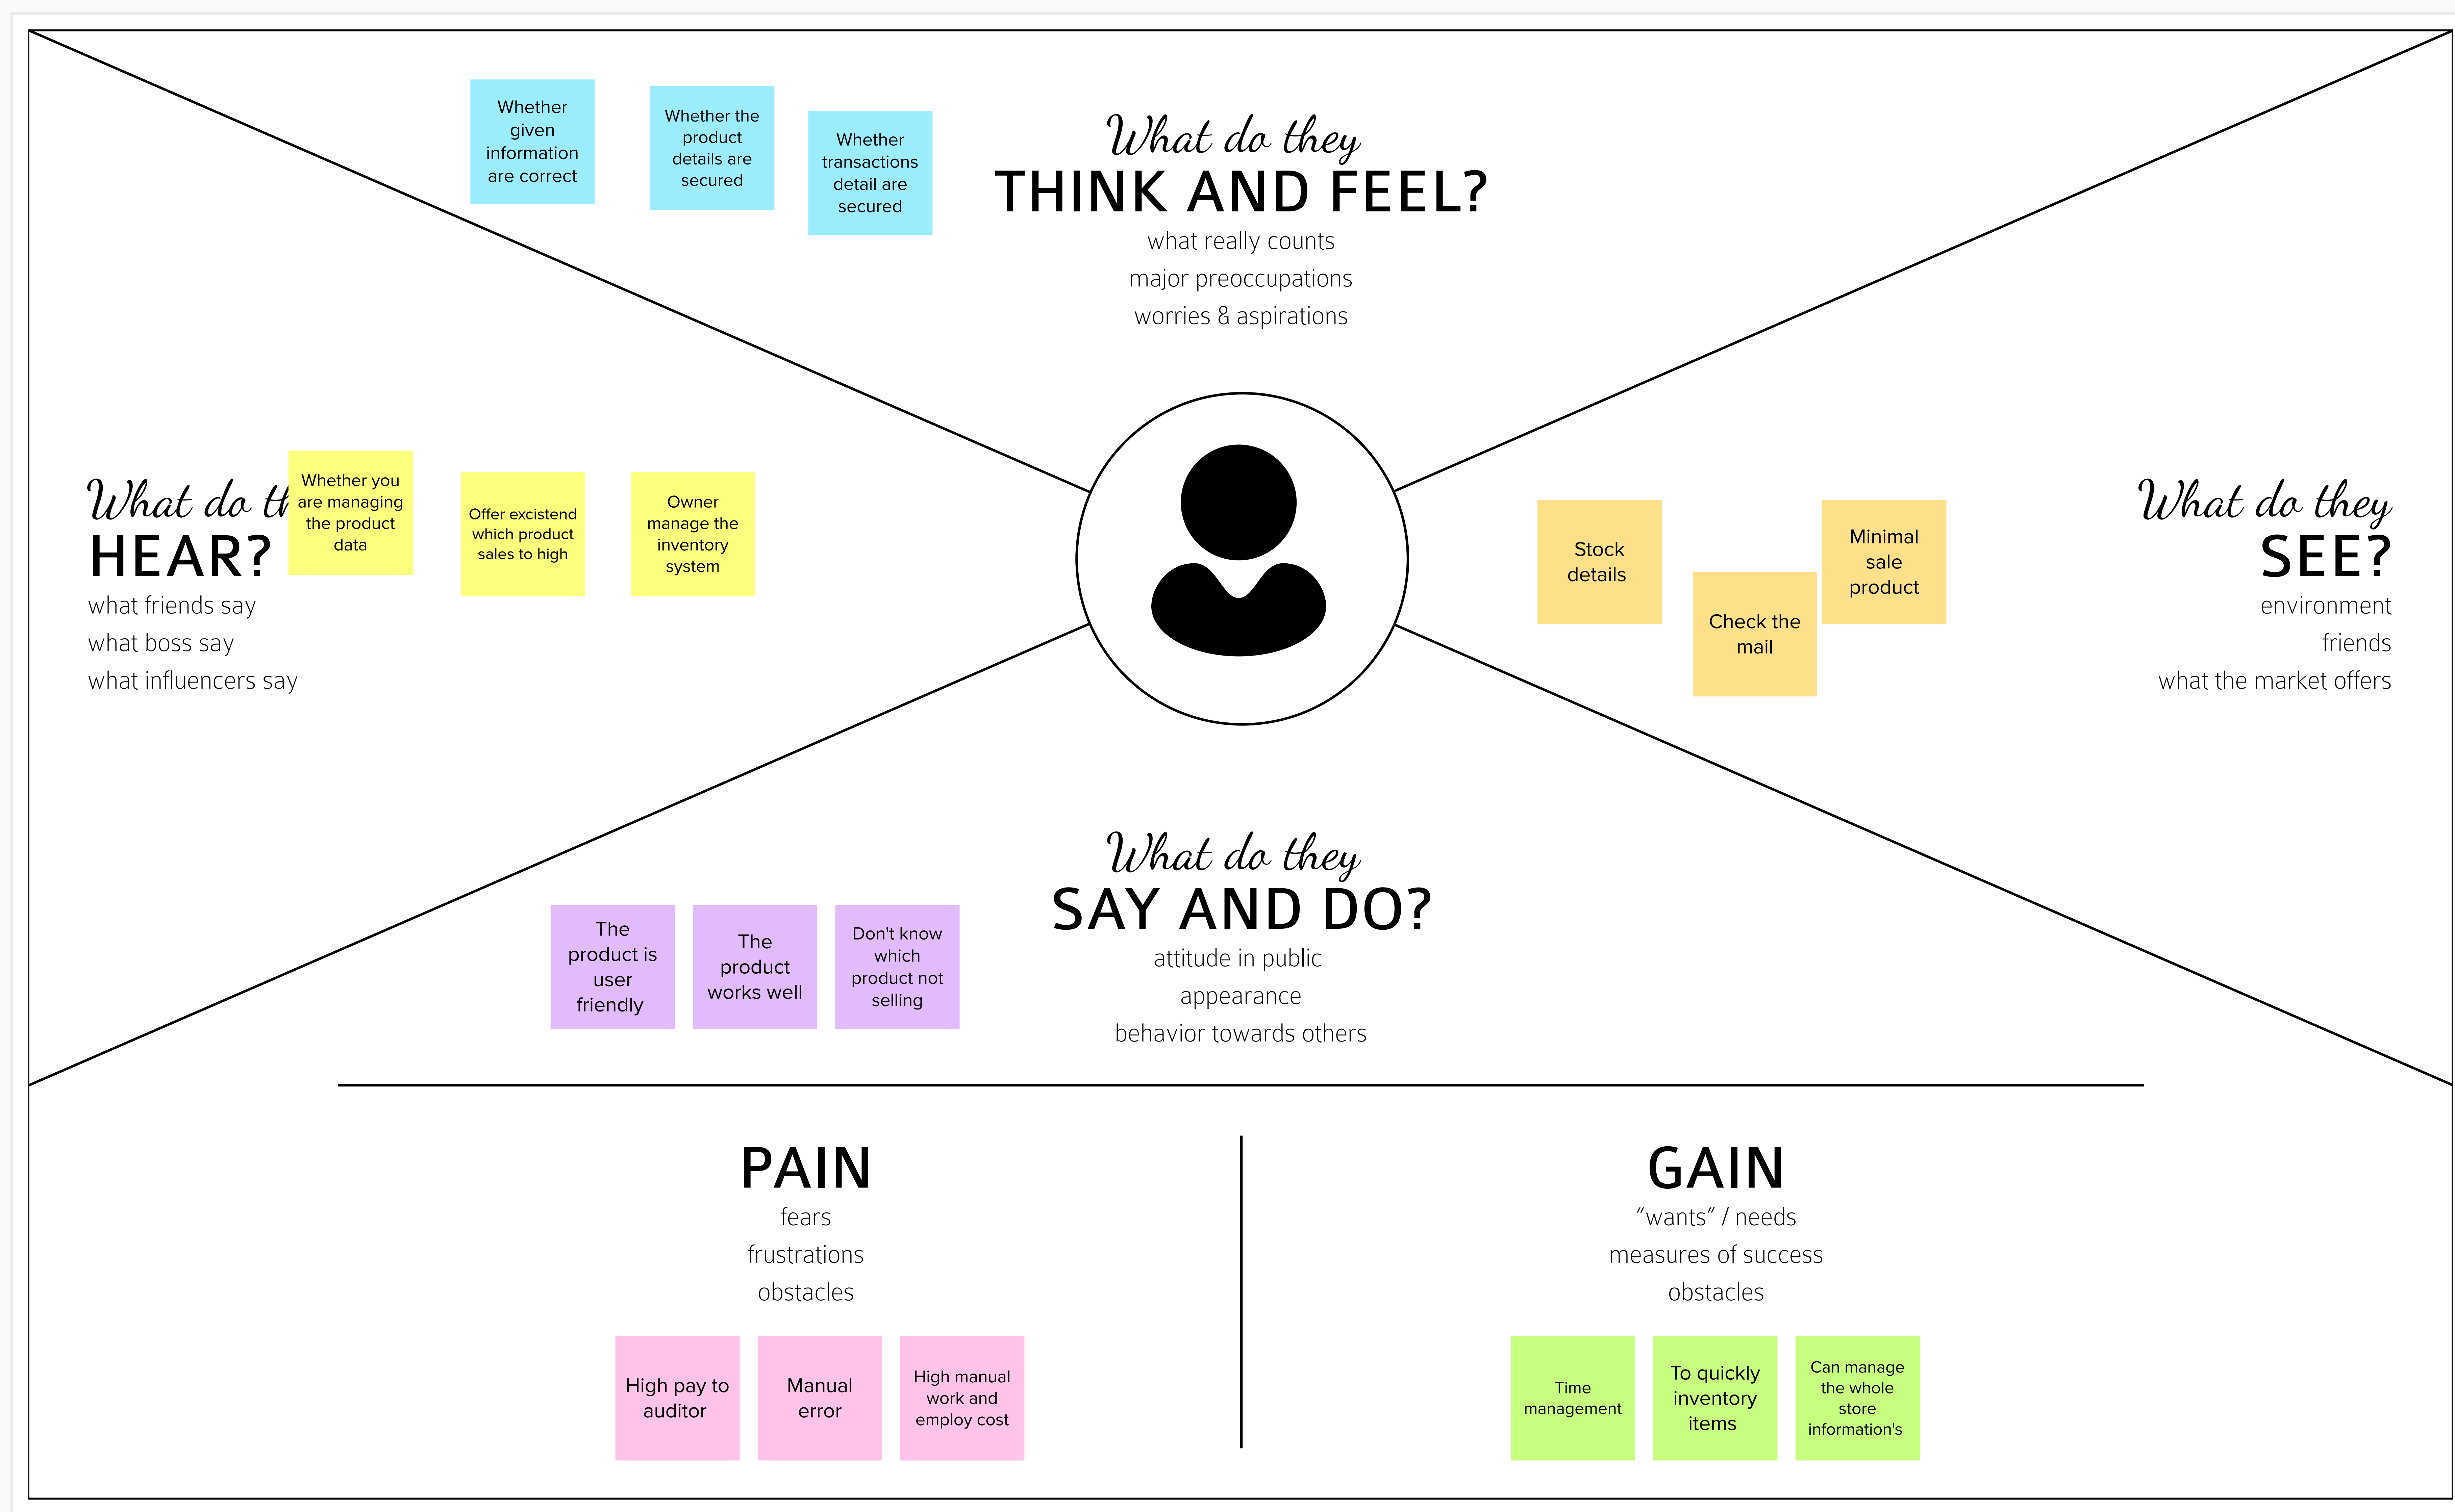 Whether
given
information
are correct
Whether the
product
details are
secured
Whether
transactions
detail are
secured
What do they
THINK AND FEEL?
what really counts
major preoccupations
worries & aspirations
What do th
HEAR?
what friends say
what boss say
what influencers say
Whether you
are managing
the product
data
Offer excistend
which product
sales to high
Owner
manage the
inventory
system
Stock
details
Check the
mail
Minimal
sale
product
What do they
SEE?
environment
friends
what the market offers
What do they
SAY AND DO?
attitude in public
appearance
behavior towards others
The
product is
user
friendly
The
product
works well
Don't know
which
product not
selling
PAIN
fears
frustrations
obstacles
High pay to
auditor
Manual
error
High manual
work and
employ cost
GAIN
“wants” / needs
measures of success
obstacles
Time
management
To quickly
inventory
items
Can manage
the whole
store
information's